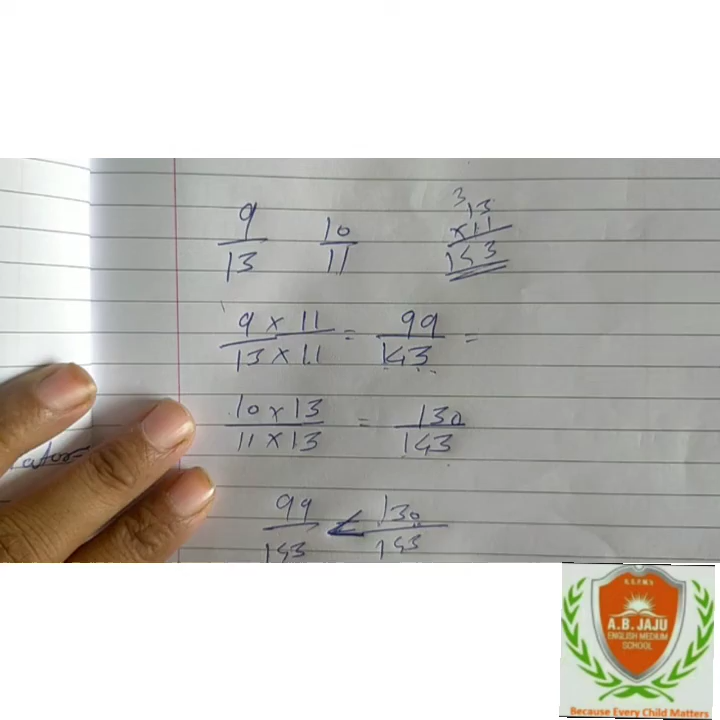 9/13 10/11
3 13
×11
143
9 × 11 / 13 × 11 = 99/143 =
10 × 13 / 11 × 13 = 130/143
99/143 < 130/143
A.B. JAJU
ENGLISH MEDIUM
SCHOOL
Because Every Child Matters